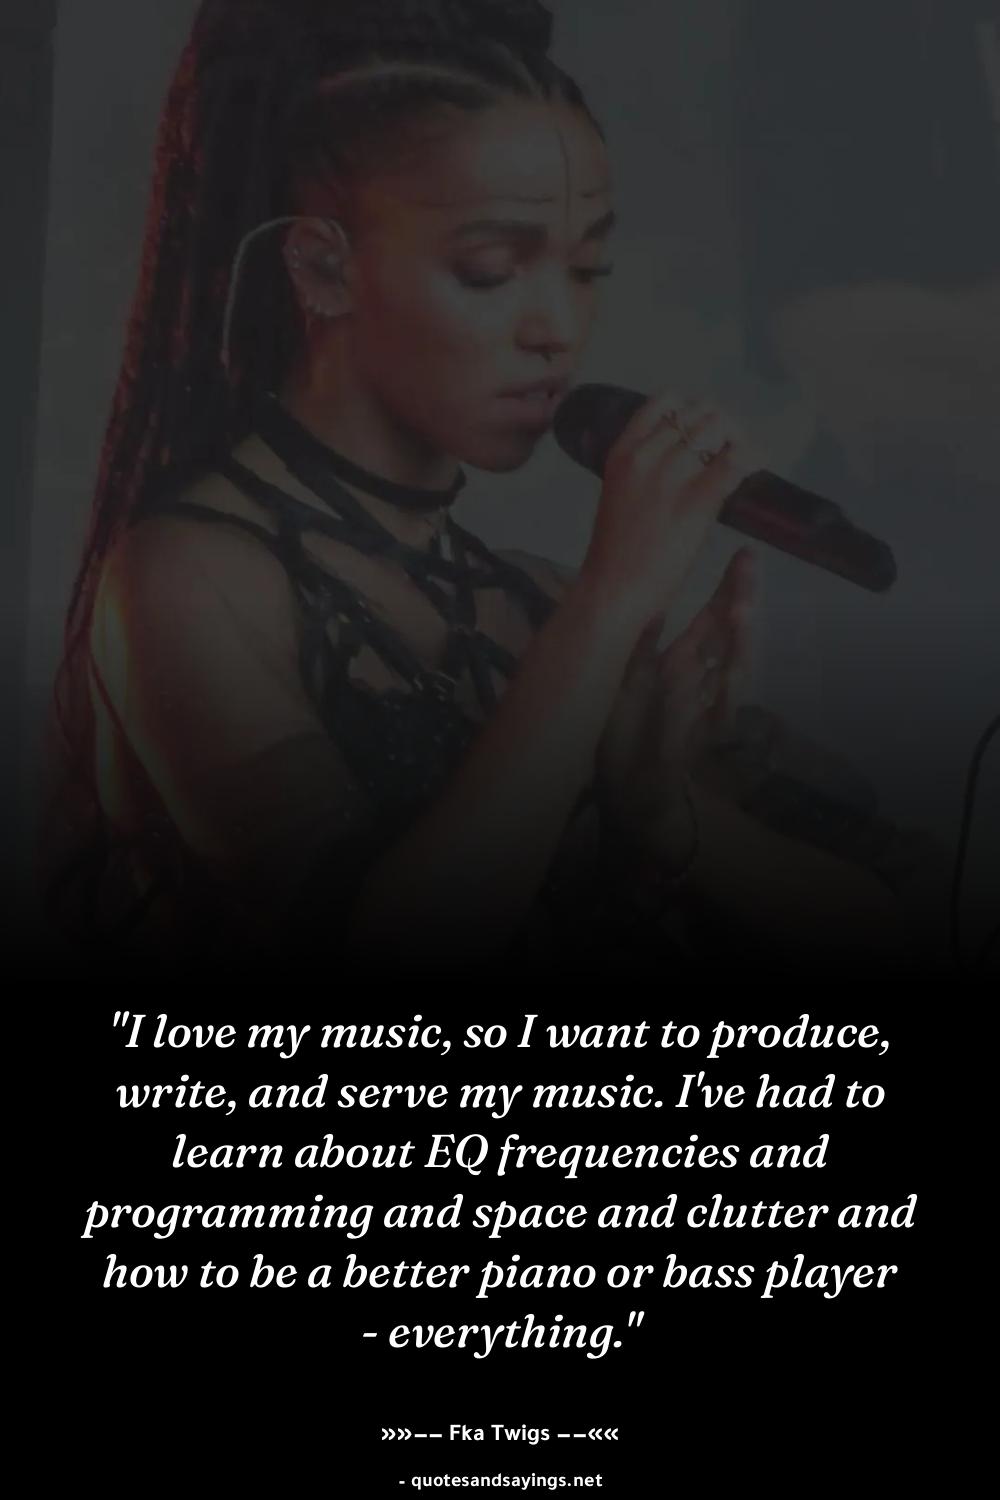 "I love my music, so I want to produce,
write, and serve my music. I've had to
learn about EQ frequencies and
programming and space and clutter and
how to be a better piano or bass player
- everything."
»»—— Fka Twigs ——««
- quotesandsayings.net